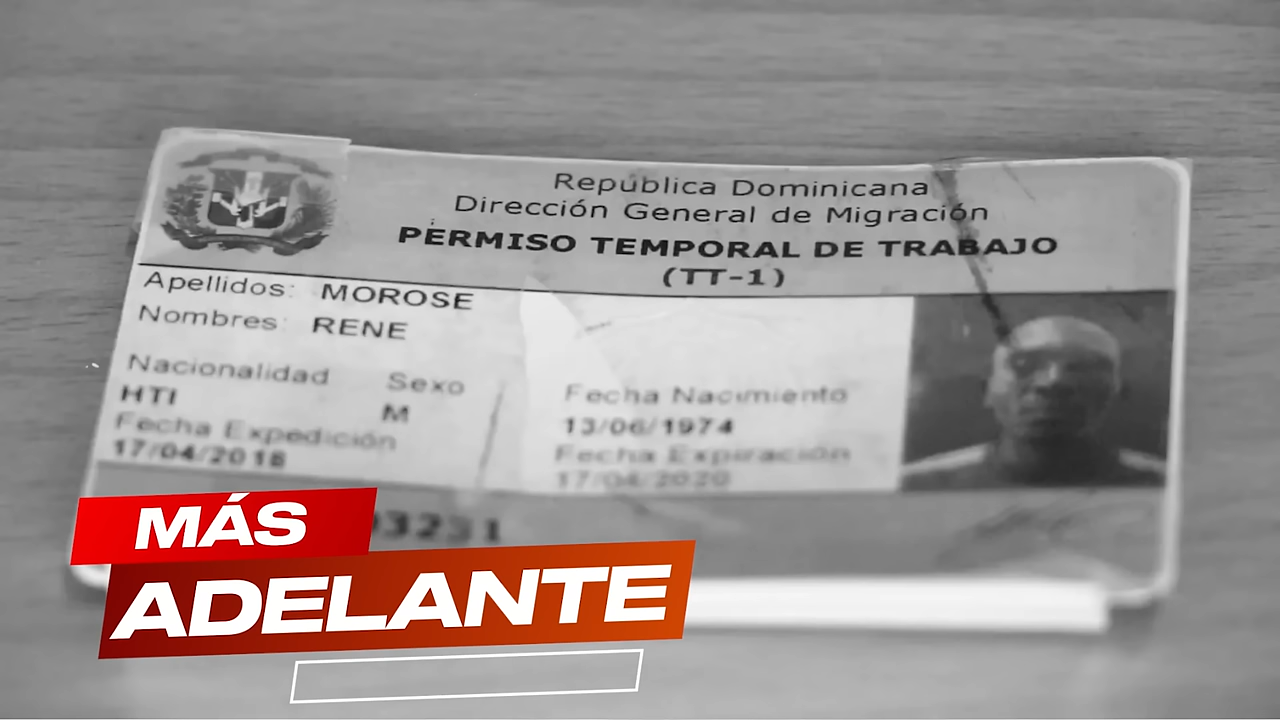 República Dominicana
Dirección General de Migración
PERMISO TEMPORAL DE TRABAJO
(TT-1)
Apellidos: MOROSE
Nombres: RENE
Nacionalidad Sexo
HTI M
Fecha Expedición
17/04/2018
Fecha Nacimiento
13/06/1974
Fecha Expiración
17/04/2020
3231
MÁS
ADELANTE